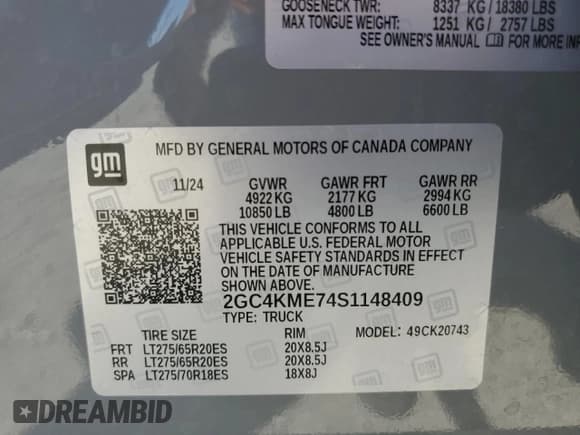 GOOSENECK TWR: 8337 KG / 18380 LBS
MAX TONGUE WEIGHT: 1251 KG / 2757 LBS
SEE OWNER'S MANUAL FOR MORE
gm
MFD BY GENERAL MOTORS OF CANADA COMPANY
11/24 GVWR GAWR FRT GAWR RR
4922 KG 2177 KG 2994 KG
10850 LB 4800 LB 6600 LB
THIS VEHICLE CONFORMS TO ALL
APPLICABLE U.S. FEDERAL MOTOR
VEHICLE SAFETY STANDARDS IN EFFECT
ON THE DATE OF MANUFACTURE
SHOWN ABOVE.
2GC4KME74S1148409
TYPE: TRUCK
TIRE SIZE RIM MODEL: 49CK20743
FRT LT275/65R20ES 20X8.5J
RR LT275/65R20ES 20X8.5J
SPA LT275/70R18ES 18X8J
DREAMBID